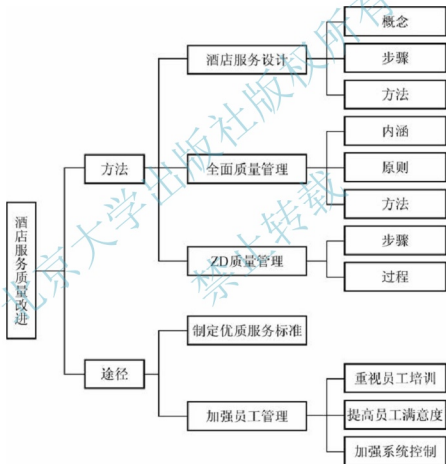 酒店服务质量改进
方法
酒店服务设计
概念
步骤
方法
全面质量管理
内涵
原则
方法
ZD质量管理
步骤
过程
途径
制定优质服务标准
加强员工管理
重视员工培训
提高员工满意度
加强系统控制
北京大学出版社版权所有
禁止转载